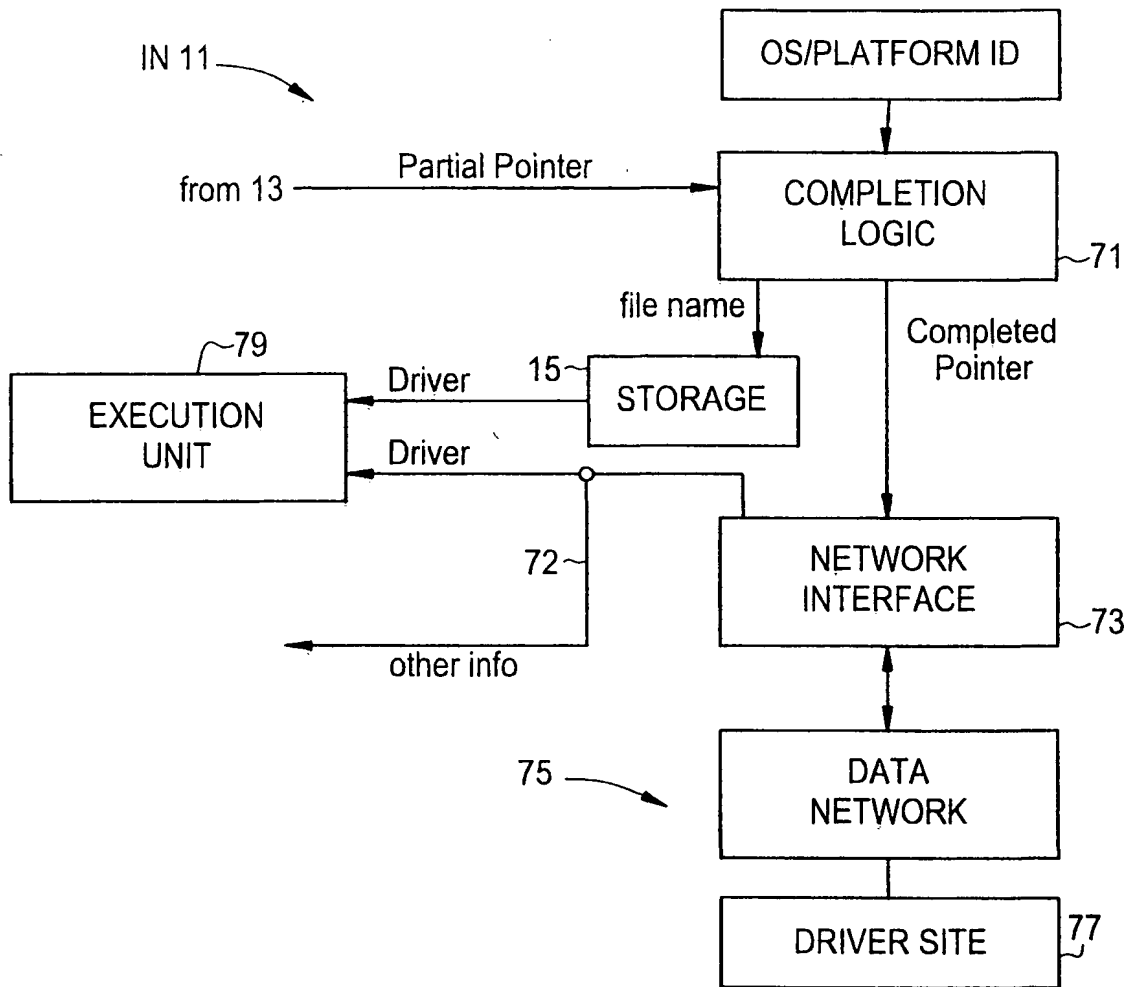 OS/PLATFORM ID
IN 11
Partial Pointer
from 13
COMPLETION
LOGIC
71
file name
Completed
Pointer
79
15
Driver
STORAGE
EXECUTION
UNIT
Driver
72
NETWORK
INTERFACE
73
other info
75
DATA
NETWORK
DRIVER SITE
77